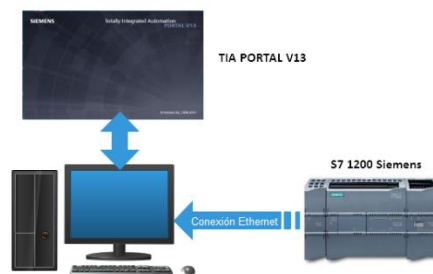 SIEMENS
Totally Integrated Automation
PORTAL V13
TIA PORTAL V13
S7 1200 Siemens
Conexión Ethernet